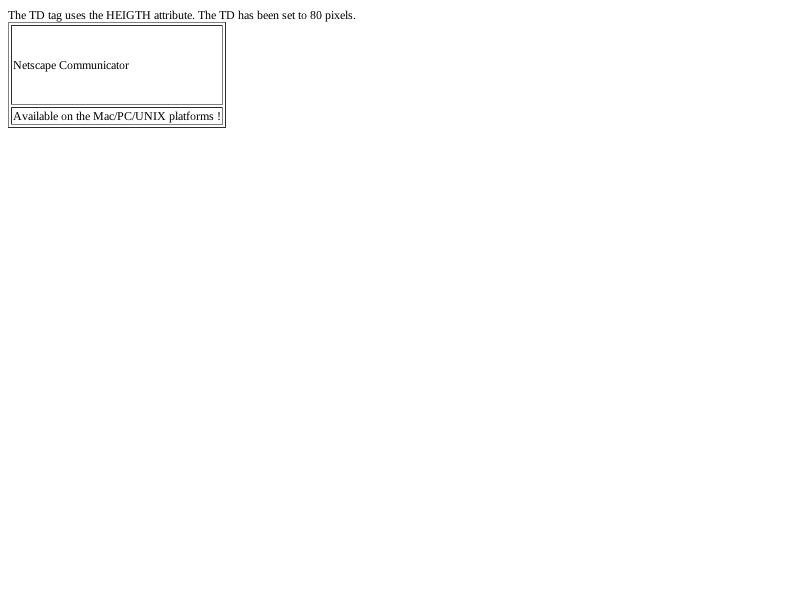 The TD tag uses the HEIGTH attribute. The TD has been set to 80 pixels.
Netscape Communicator
Available on the Mac/PC/UNIX platforms !